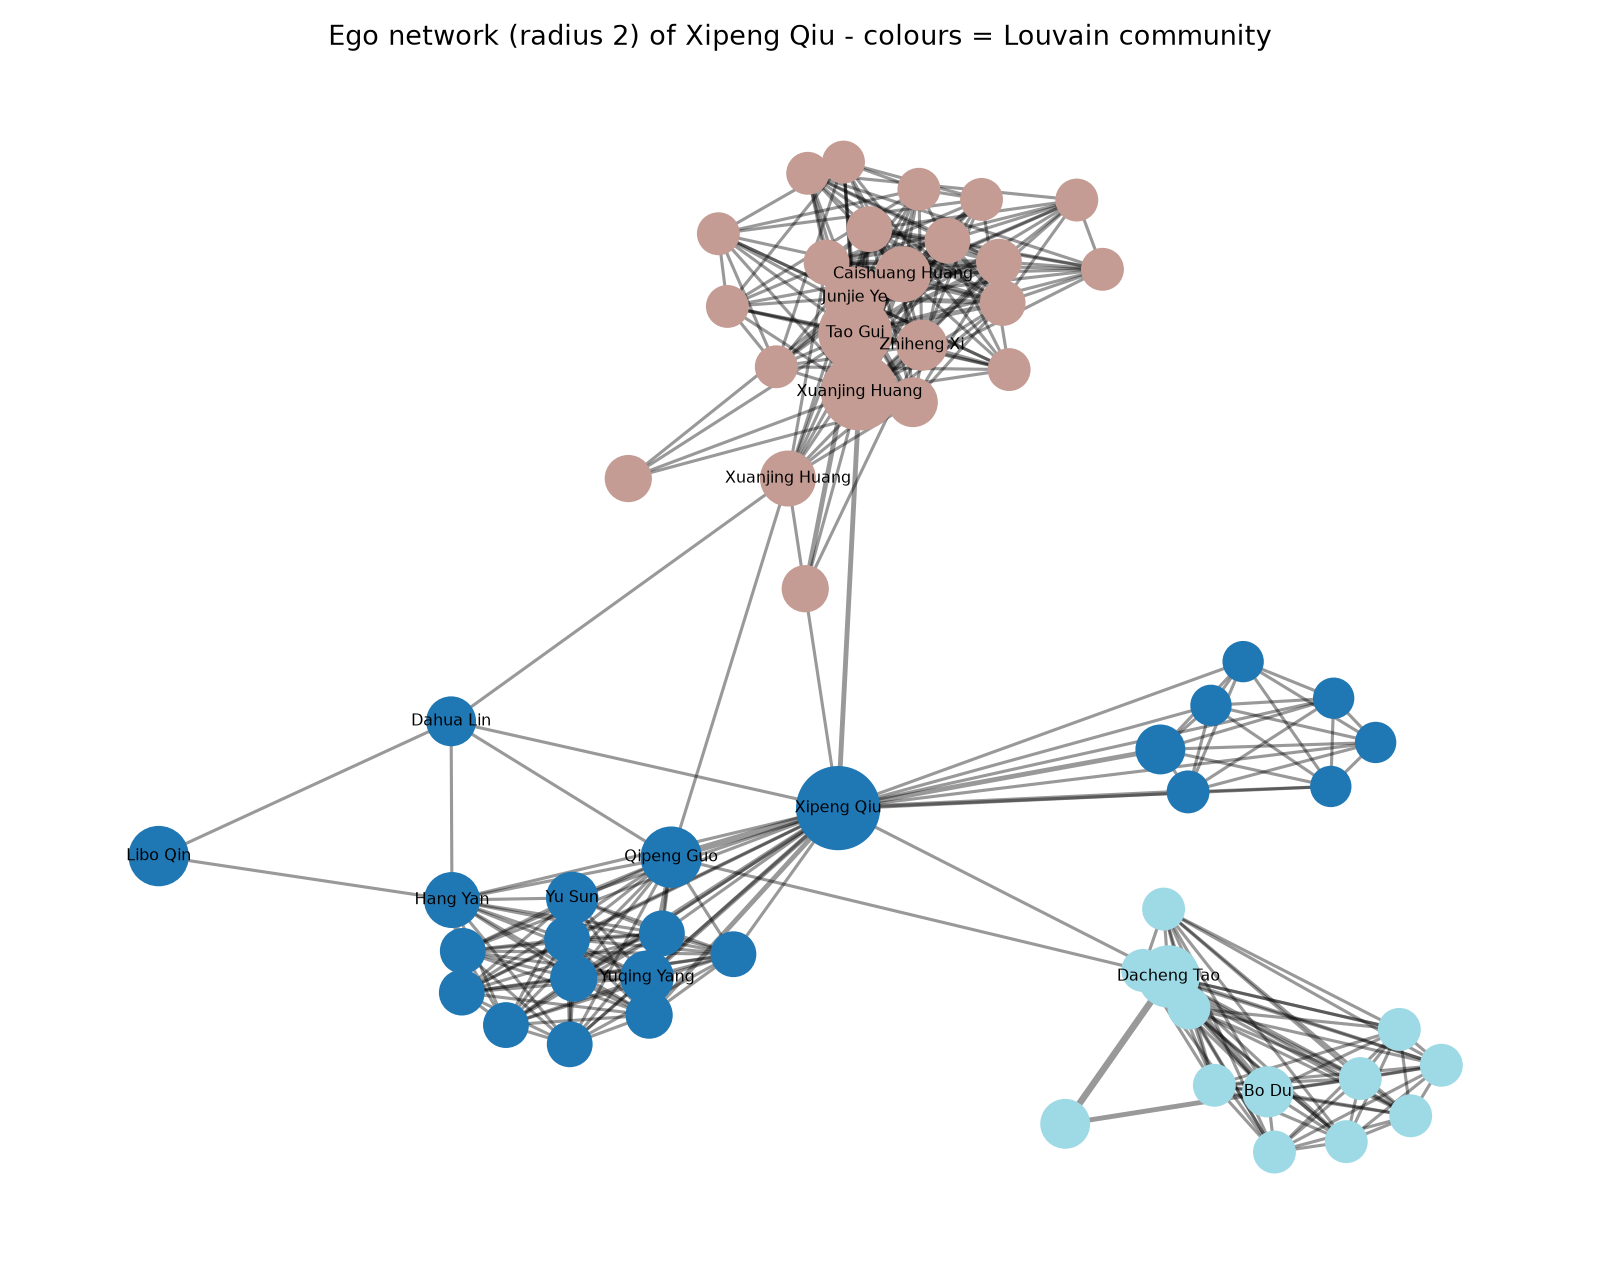 Ego network (radius 2) of Xipeng Qiu - colours = Louvain community
Caishuang Huang
Junjie Ye
Tao Gui
Zhiheng Xi
Xuanjing Huang
Xuanjing Huang
Dahua Lin
Xipeng Qiu
Libo Qin
Qipeng Guo
Hang Yan
Yu Sun
Yuqing Yang
Dacheng Tao
Bo Du